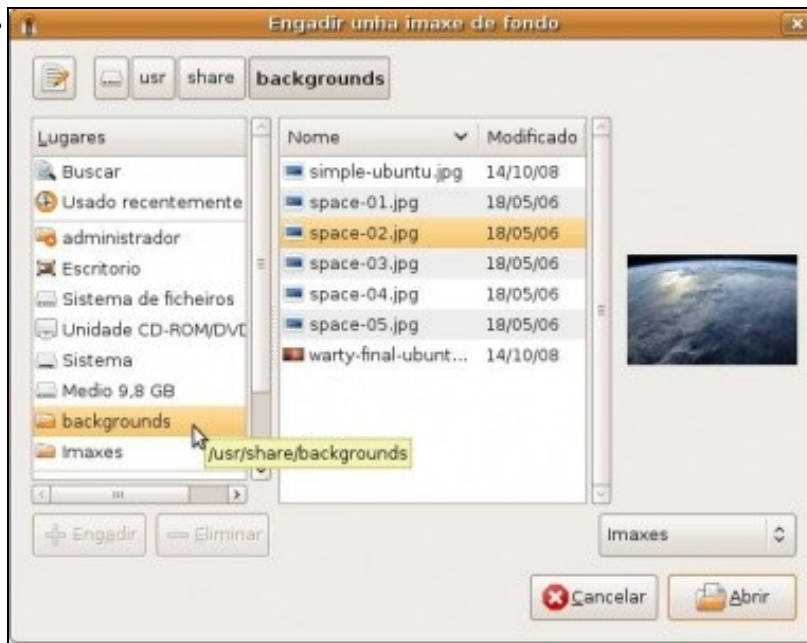 Engadir unha imaxe de fondo
usr share backgrounds
Lugares
Buscar
Usado recentemente
administrador
Escritorio
Sistema de ficheiros
Unidade CD-ROM/DVD
Sistema
Medio 9,8 GB
backgrounds
Imaxes
/usr/share/backgrounds
Nome Modificado
simple-ubuntu.jpg 14/10/08
space-01.jpg 18/05/06
space-02.jpg 18/05/06
space-03.jpg 18/05/06
space-04.jpg 18/05/06
space-05.jpg 18/05/06
warty-final-ubunt... 14/10/08
Engadir Eliminar
Imaxes
Cancelar Abrir